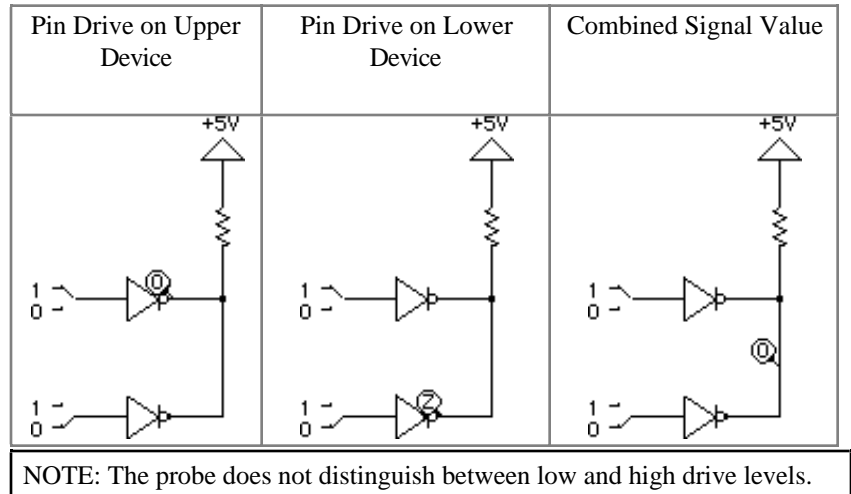 Pin Drive on Upper
Device
Pin Drive on Lower
Device
Combined Signal Value
+5V
+5V
+5V
0
1
0
1
0
1
0
Z
1
0
1
0
0
1
0
NOTE: The probe does not distinguish between low and high drive levels.